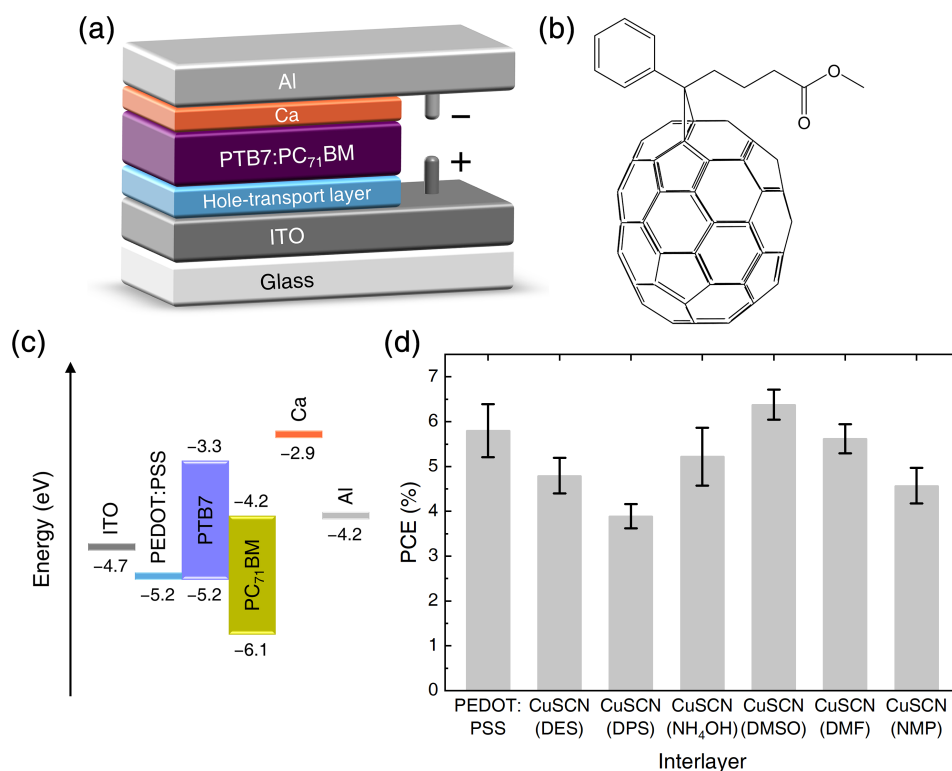 (a)
Al
Ca
−
PTB7:PC₇₁BM
+
Hole-transport layer
ITO
Glass
(b)
O
O
(c)
Energy (eV)
ITO
−4.7
PEDOT:PSS
−5.2
−3.3
PTB7
−5.2
−4.2
PC₇₁BM
−6.1
Ca
−2.9
Al
−4.2
(d)
PCE (%)
7
6
5
4
3
2
1
0
PEDOT: CuSCN CuSCN CuSCN CuSCN CuSCN CuSCN
PSS (DES) (DPS) (NH₄OH) (DMSO) (DMF) (NMP)
Interlayer